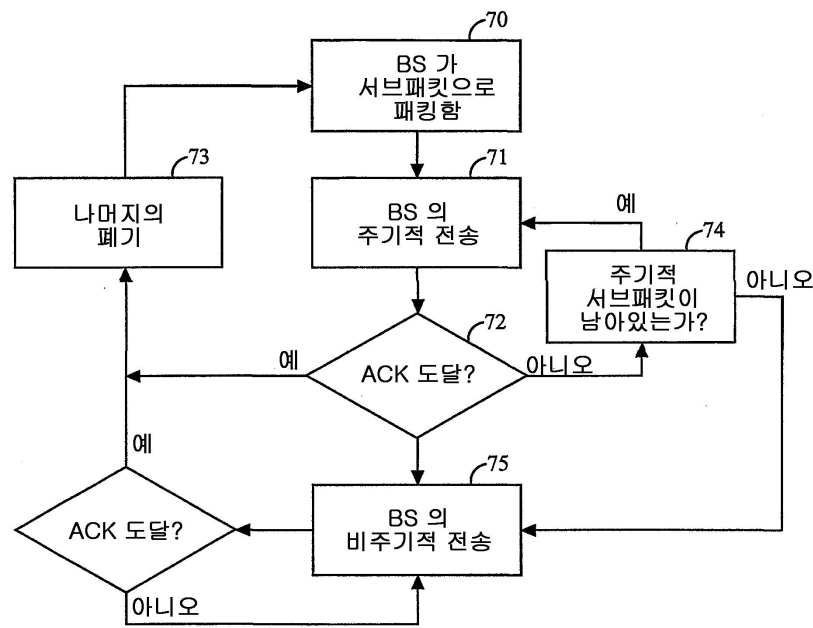 70
BS 가
서브패킷으로
패킹함
73
71
나머지의
폐기
BS 의
주기적 전송
예
74
주기적
서브패킷이
남아있는가?
아니오
72
예
ACK 도달?
아니오
예
75
ACK 도달?
BS 의
비주기적 전송
아니오